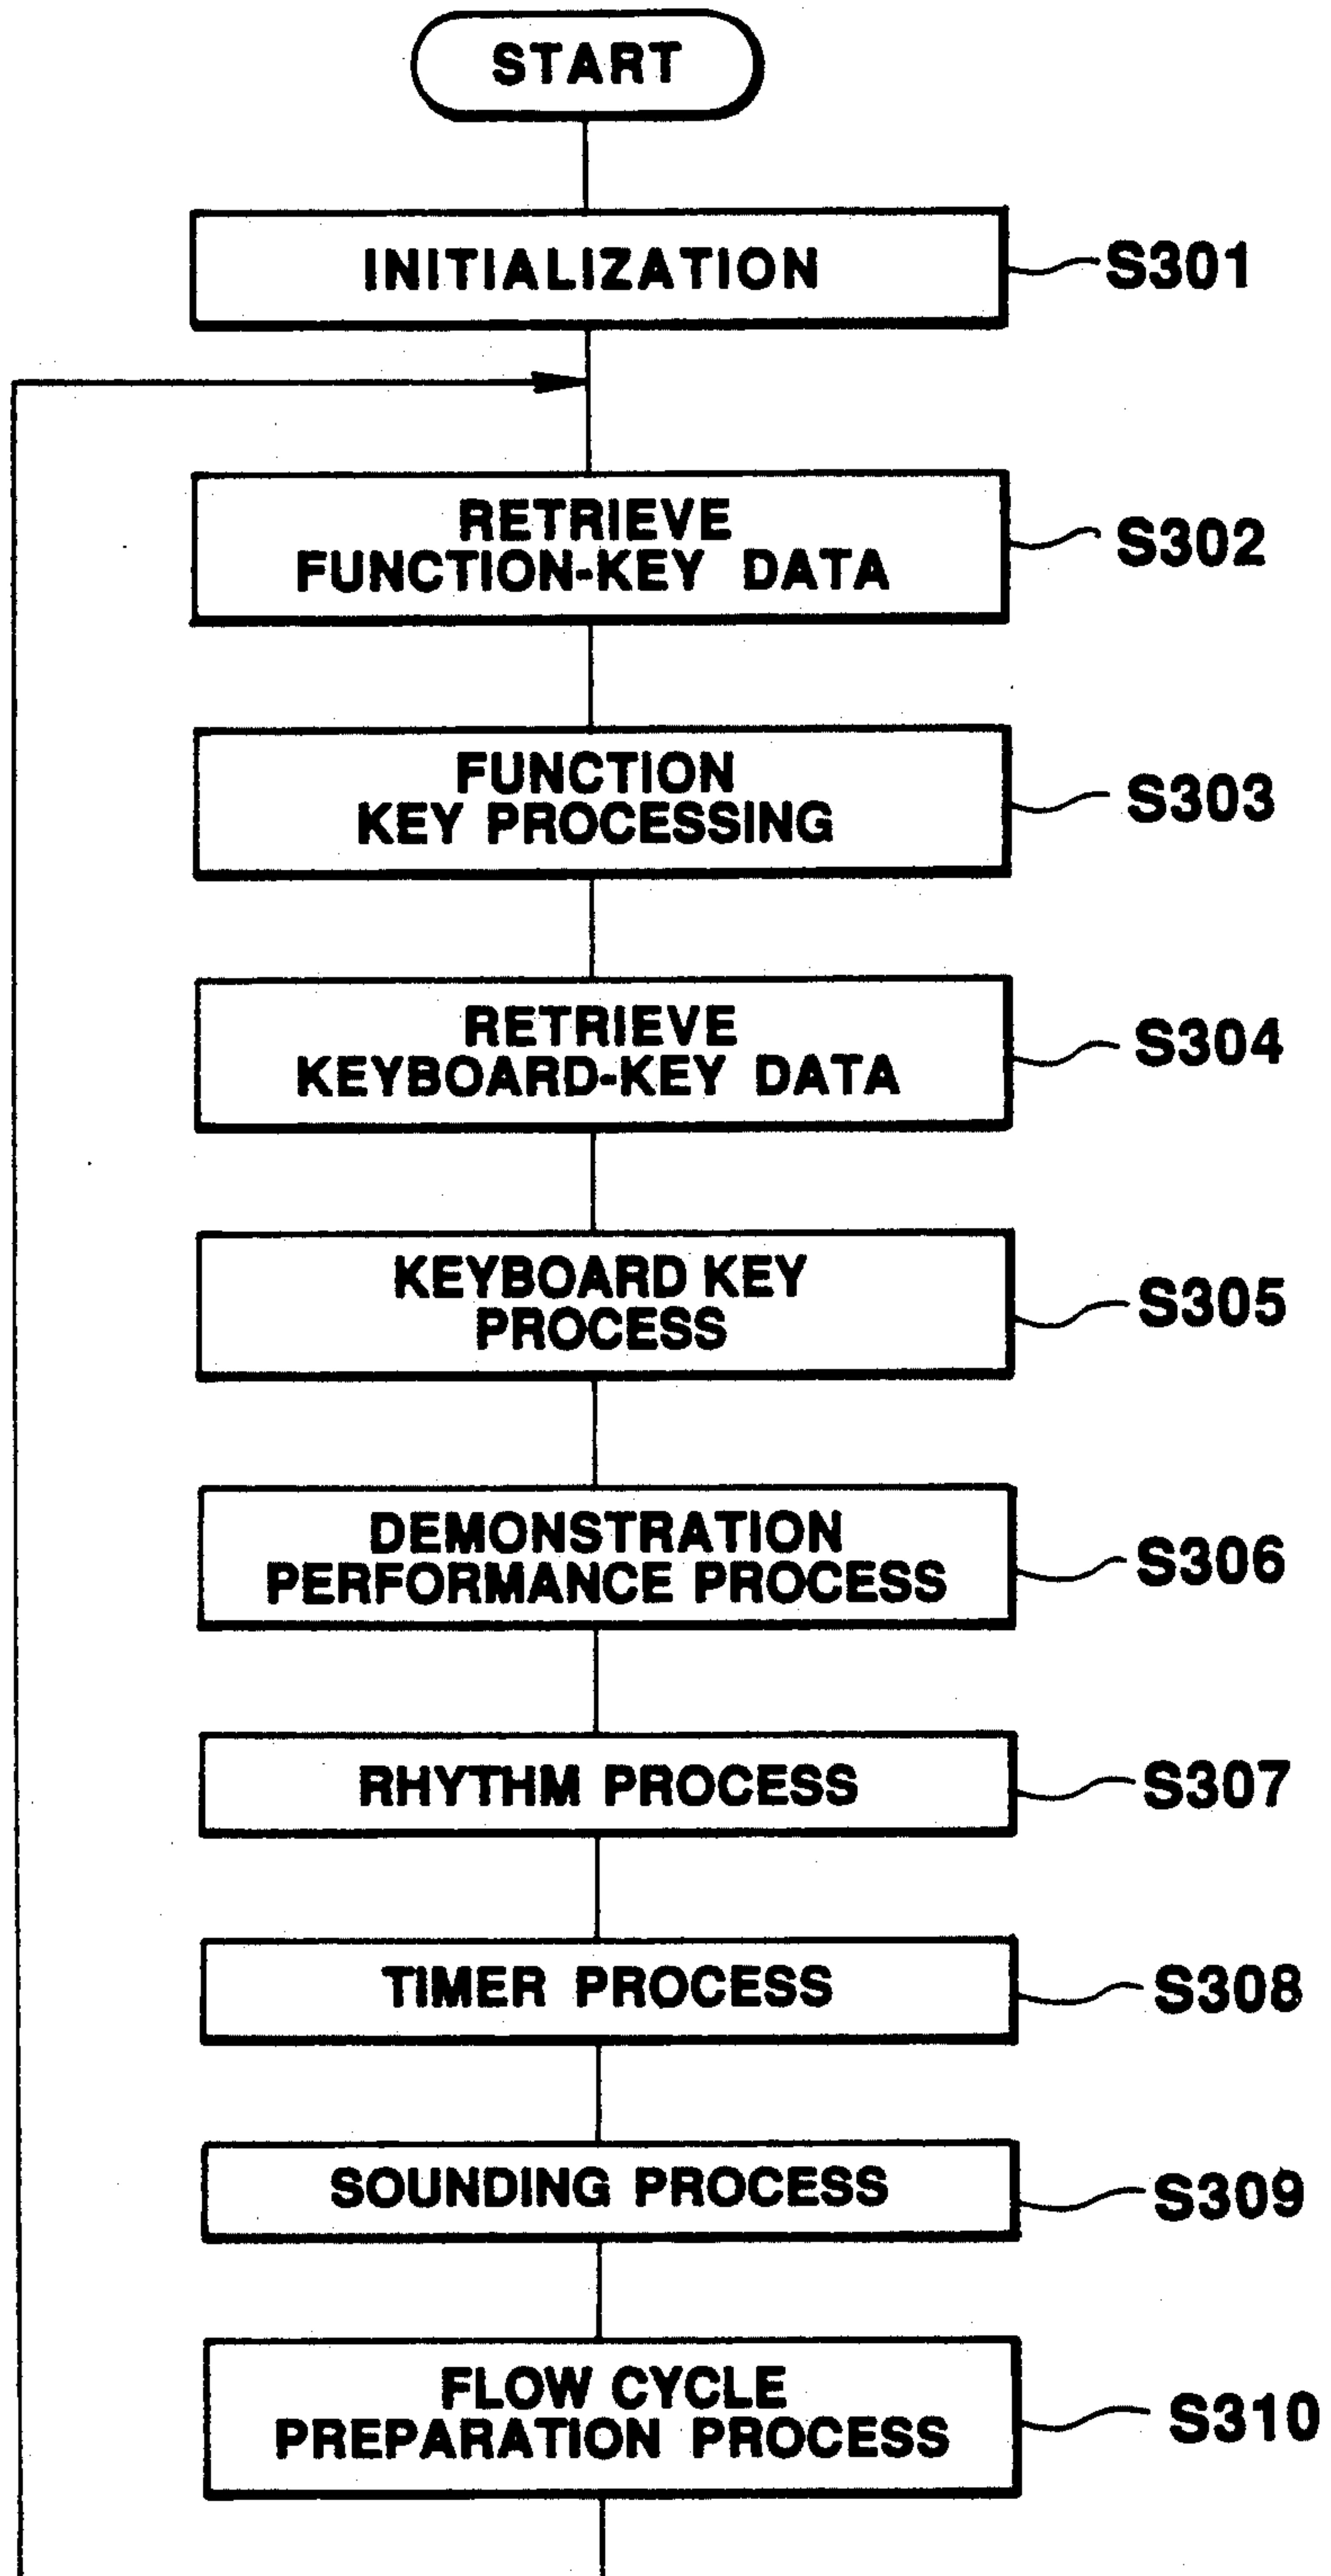 START
INITIALIZATION
S301
RETRIEVE
FUNCTION-KEY DATA
S302
FUNCTION
KEY PROCESSING
S303
RETRIEVE
KEYBOARD-KEY DATA
S304
KEYBOARD KEY
PROCESS
S305
DEMONSTRATION
PERFORMANCE PROCESS
S306
RHYTHM PROCESS
S307
TIMER PROCESS
S308
SOUNDING PROCESS
S309
FLOW CYCLE
PREPARATION PROCESS
S310